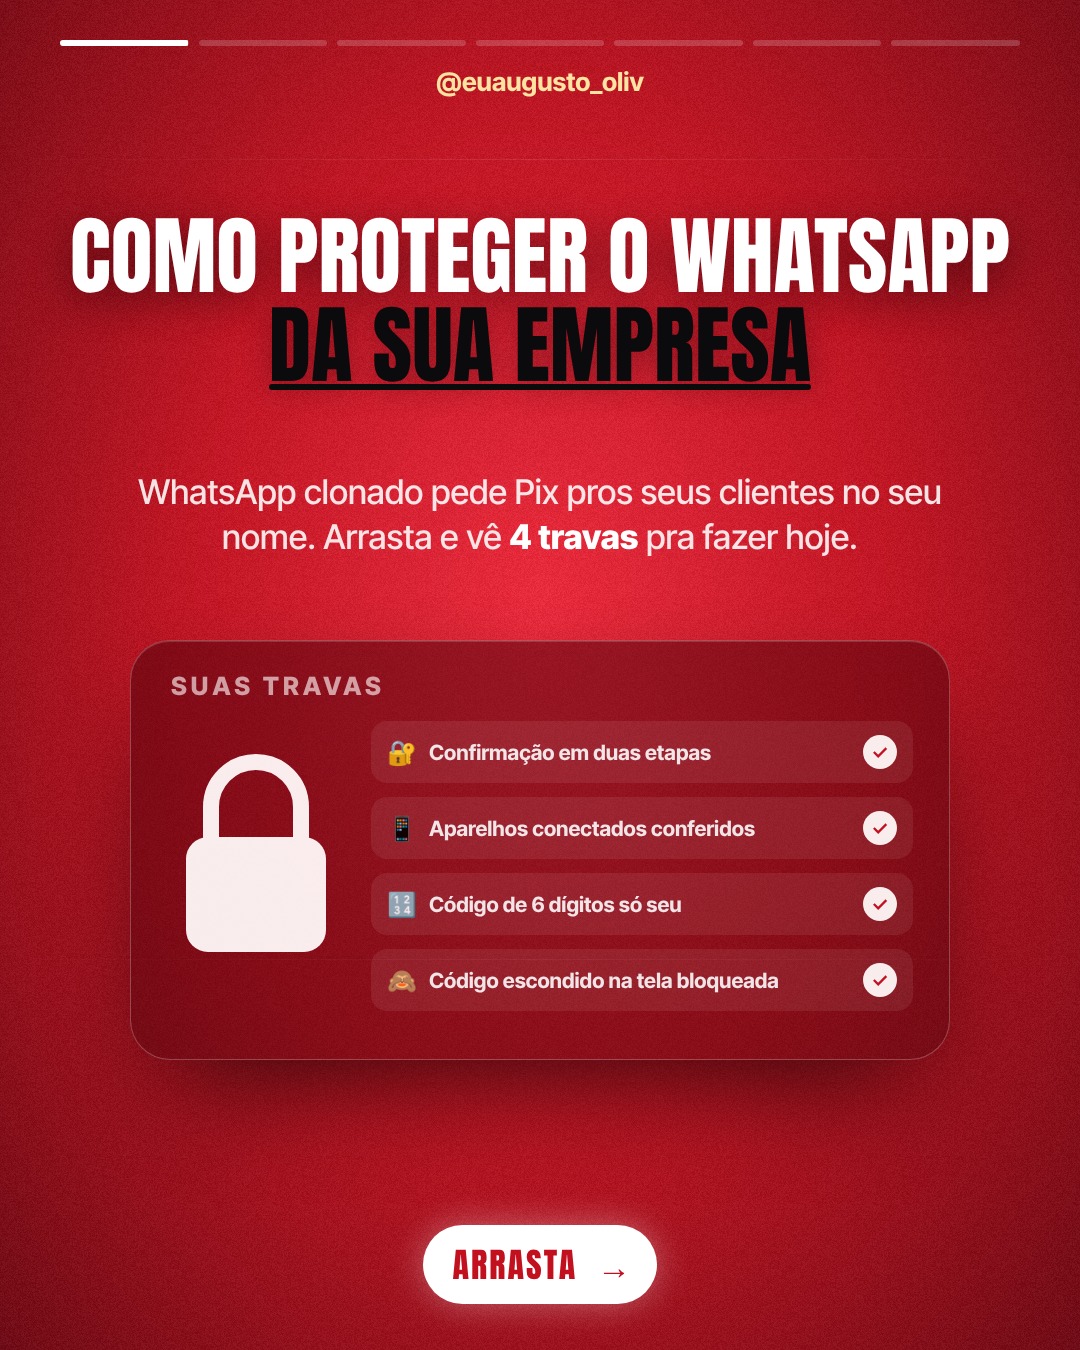 @euaugusto_oliv
COMO PROTEGER O WHATSAPP
DA SUA EMPRESA
WhatsApp clonado pede Pix pros seus clientes no seu
nome. Arrasta e vê 4 travas pra fazer hoje.
SUAS TRAVAS
🔐 Confirmação em duas etapas
📱 Aparelhos conectados conferidos
🔢 Código de 6 dígitos só seu
🙈 Código escondido na tela bloqueada
ARRASTA →